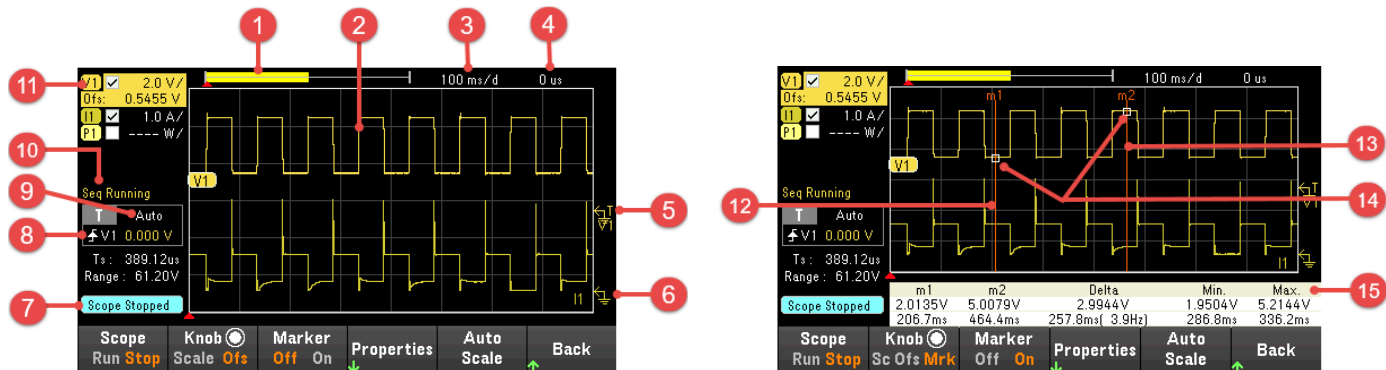 1
2
3
4
5
6
7
8
9
10
11
V1 2.0 V/
Ofs: 0.5455 V
I1 1.0 A/
P1 ---- W/
100 ms/d 0 us
V1
Seq Running
T Auto
V1 0.000 V
Ts: 389.12us
Range: 61.20V
Scope Stopped
T
1
I1
Scope
Run Stop
Knob
Scale Ofs
Marker
Off On
Properties
Auto
Scale
Back
12
13
14
15
V1 2.0 V/
Ofs: 0.5455 V
I1 1.0 A/
P1 ---- W/
100 ms/d 0 us
m1 m2
V1
Seq Running
T Auto
V1 0.000 V
Ts: 389.12us
Range: 61.20V
Scope Stopped
T
1
I1
m1 m2 Delta Min. Max.
2.0135V 5.0079V 2.9944V 1.9504V 5.2144V
206.7ms 464.4ms 257.8ms( 3.9Hz) 286.8ms 336.2ms
Scope
Run Stop
Knob
Sc Ofs Mrk
Marker
Off On
Properties
Auto
Scale
Back